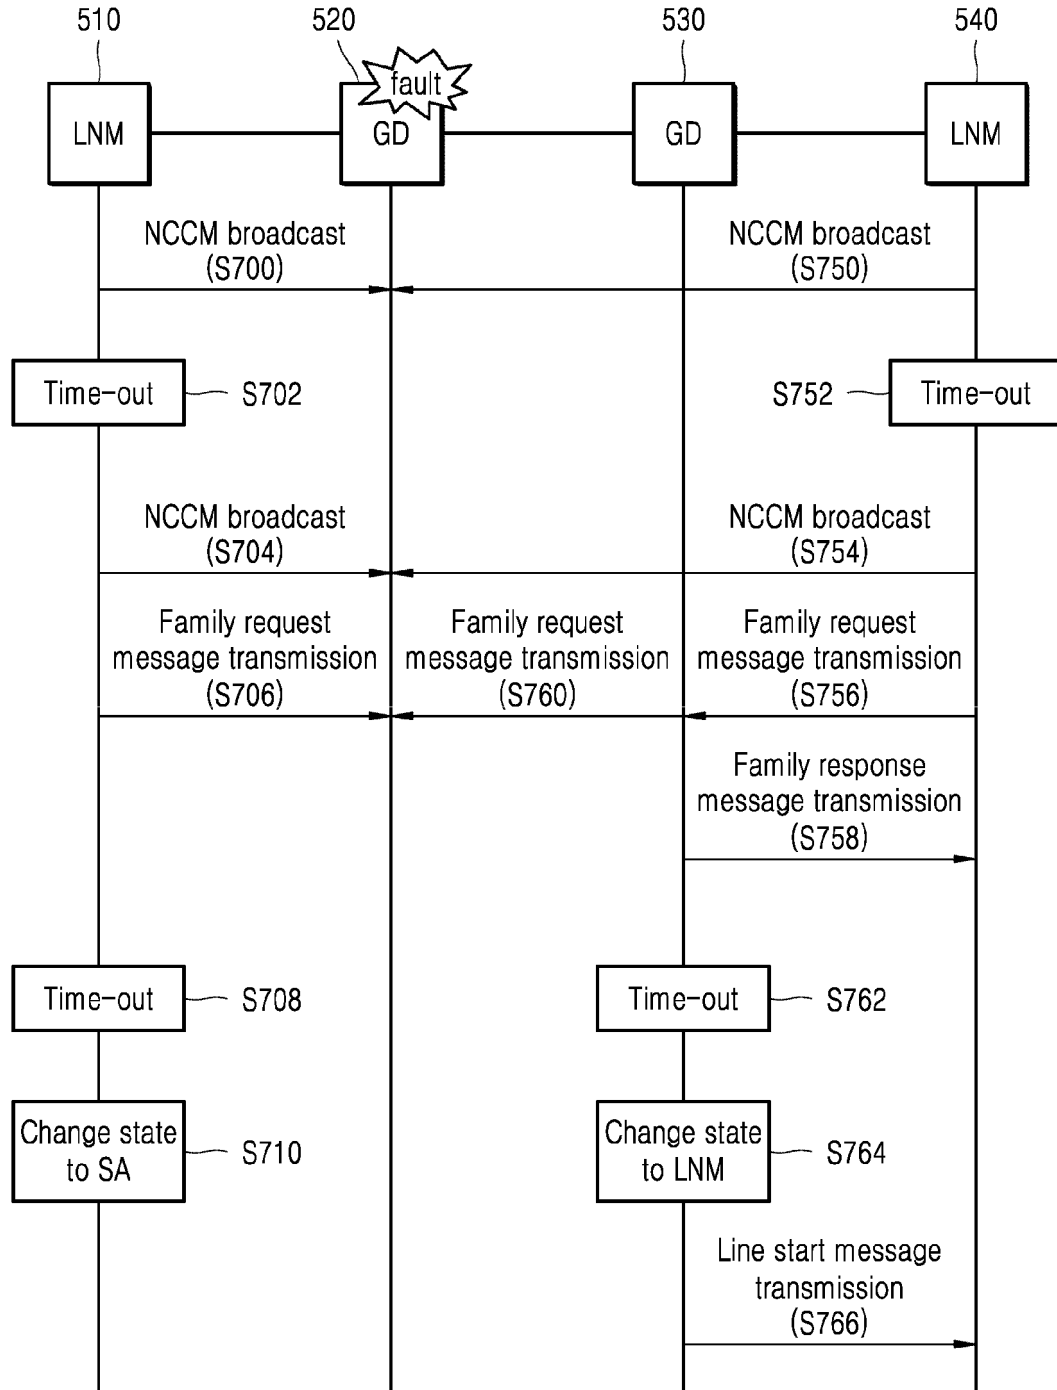 510
520
530
540
fault
LNM
GD
GD
LNM
NCCM broadcast
(S700)
NCCM broadcast
(S750)
Time-out
S702
S752
Time-out
NCCM broadcast
(S704)
NCCM broadcast
(S754)
Family request
message transmission
(S706)
Family request
message transmission
(S760)
Family request
message transmission
(S756)
Family response
message transmission
(S758)
Time-out
S708
Time-out
S762
Change state
to SA
S710
Change state
to LNM
S764
Line start message
transmission
(S766)